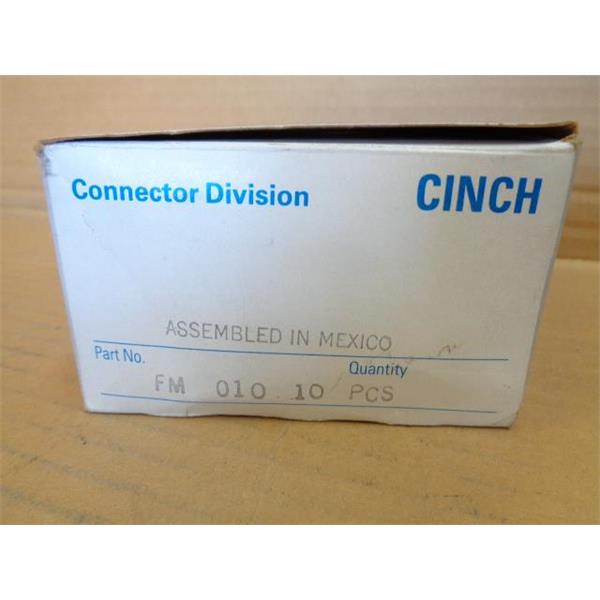 Connector Division CINCH
ASSEMBLED IN MEXICO
Part No. Quantity
FM 010 10 PCS